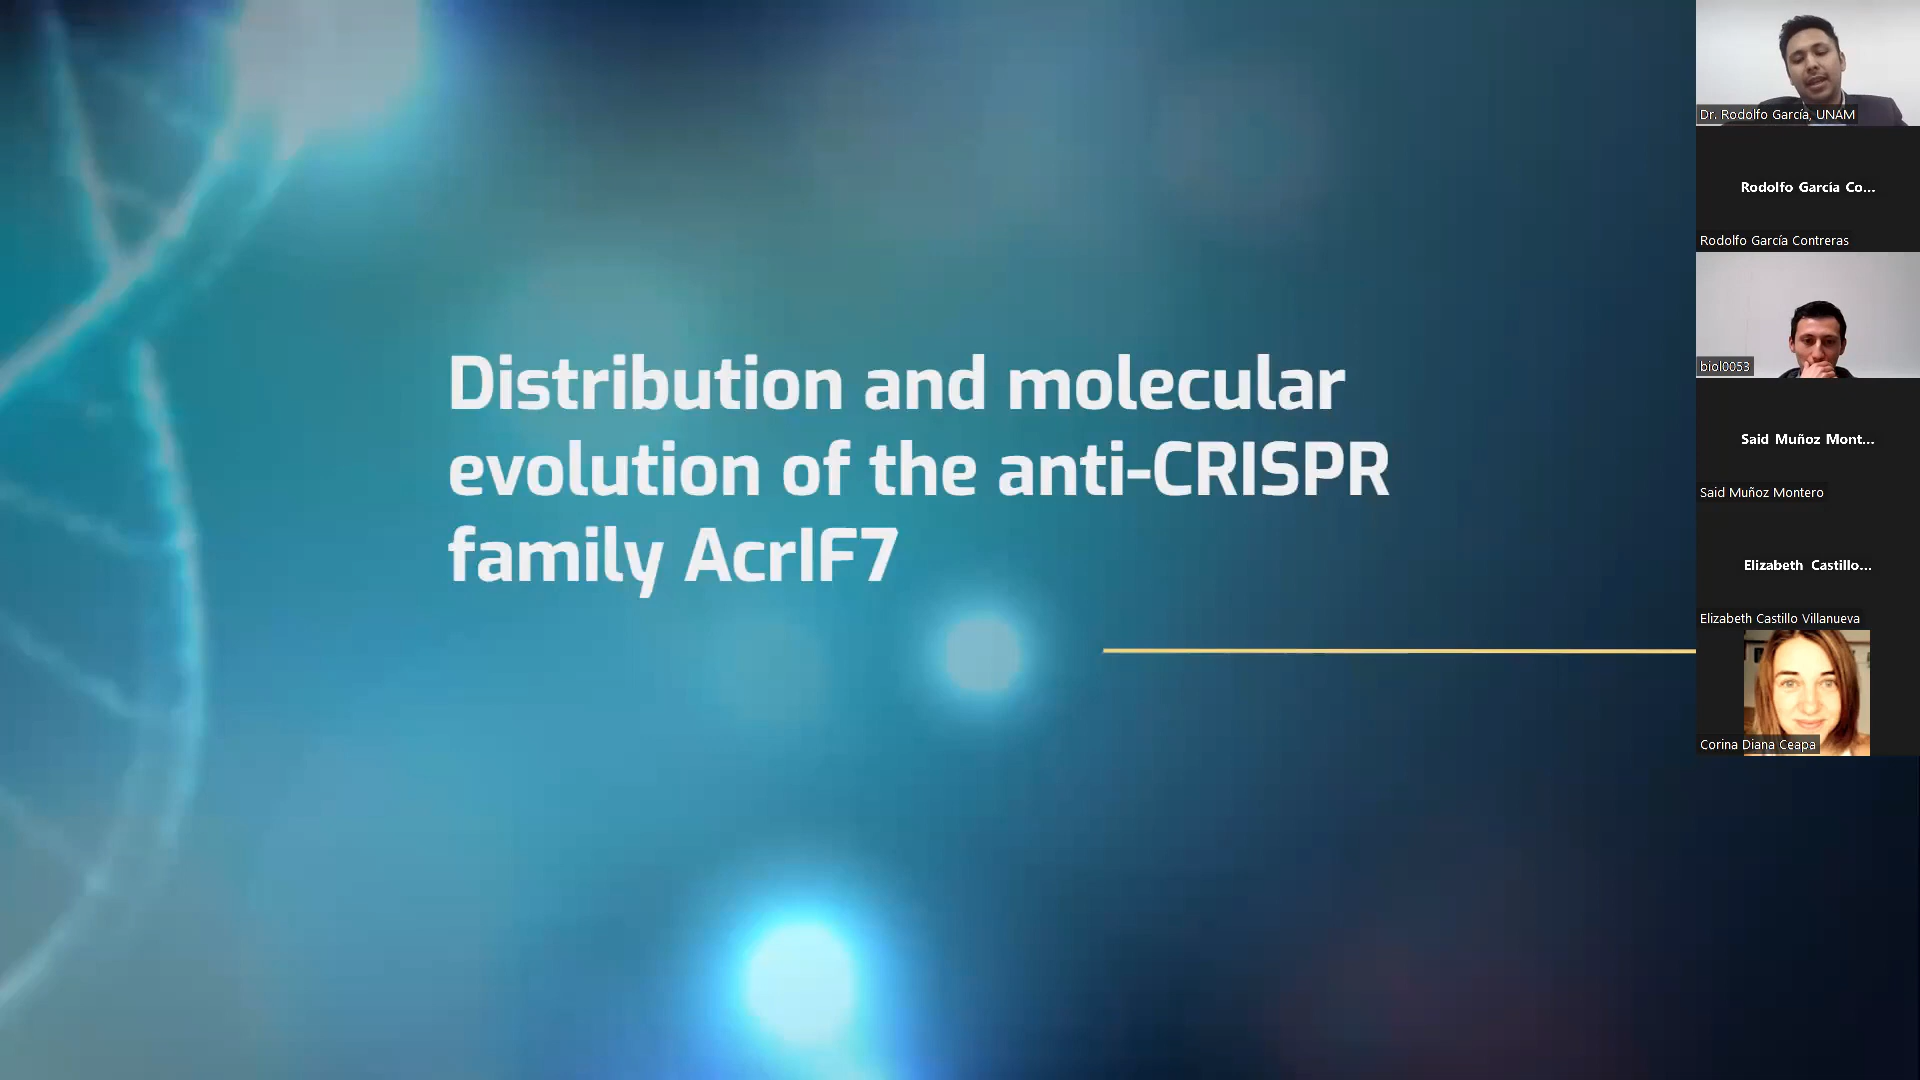 Distribution and molecular
evolution of the anti-CRISPR
family AcrIF7
Dr. Rodolfo García, UNAM
Rodolfo García Co...
Rodolfo García Contreras
biol0053
Said Muñoz Mont...
Said Muñoz Montero
Elizabeth Castillo...
Elizabeth Castillo Villanueva
Corina Diana Ceapa